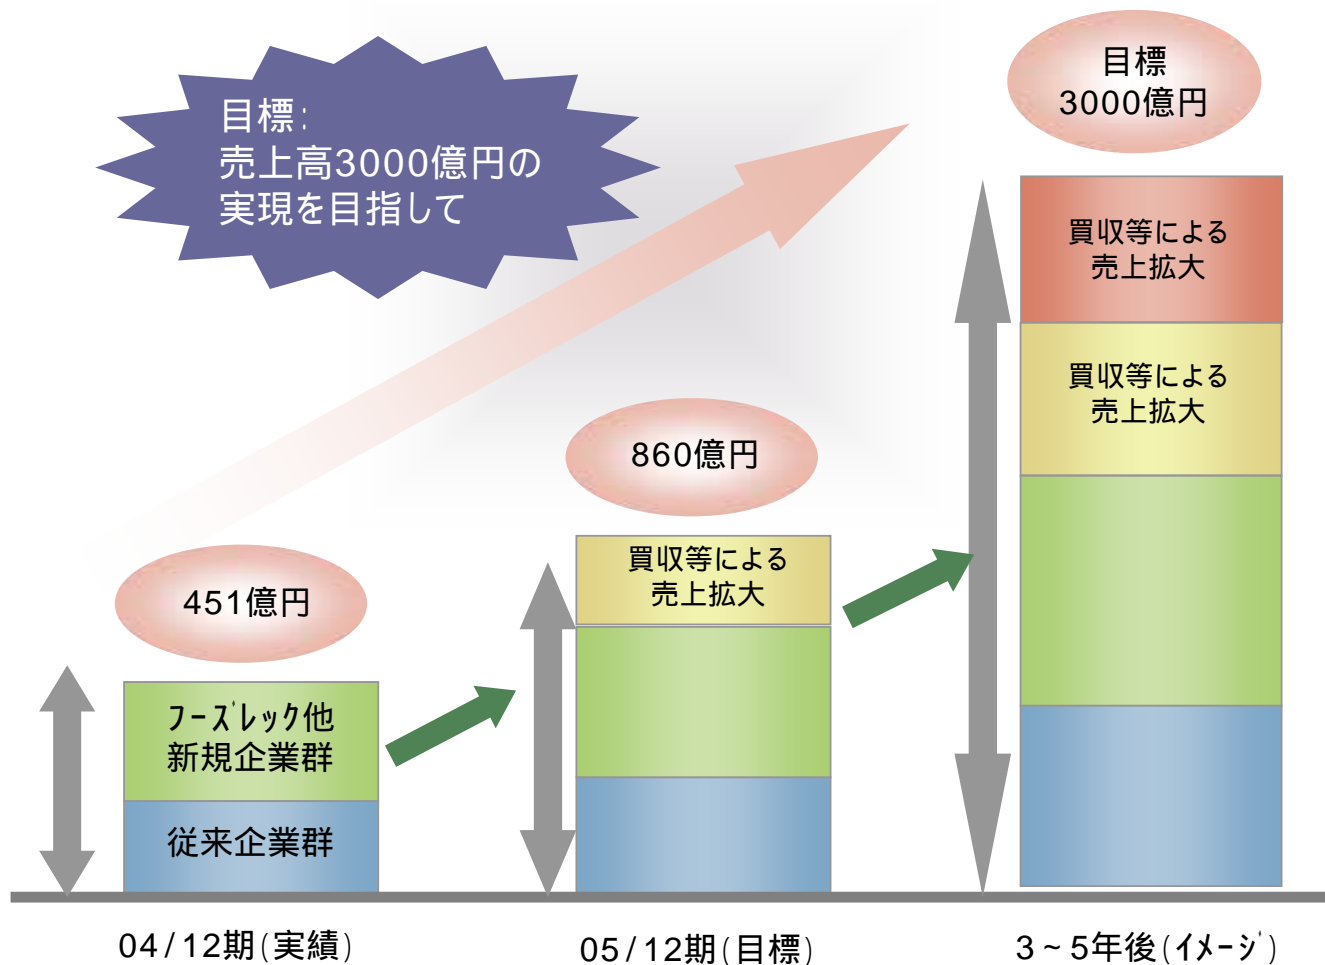 目標:
売上高3000億円の
実現を目指して
目標
3000億円
買収等による
売上拡大
買収等による
売上拡大
860億円
買収等による
売上拡大
451億円
フーズレック他
新規企業群
従来企業群
04/12期(実績)
05/12期(目標)
3~5年後(イメージ)